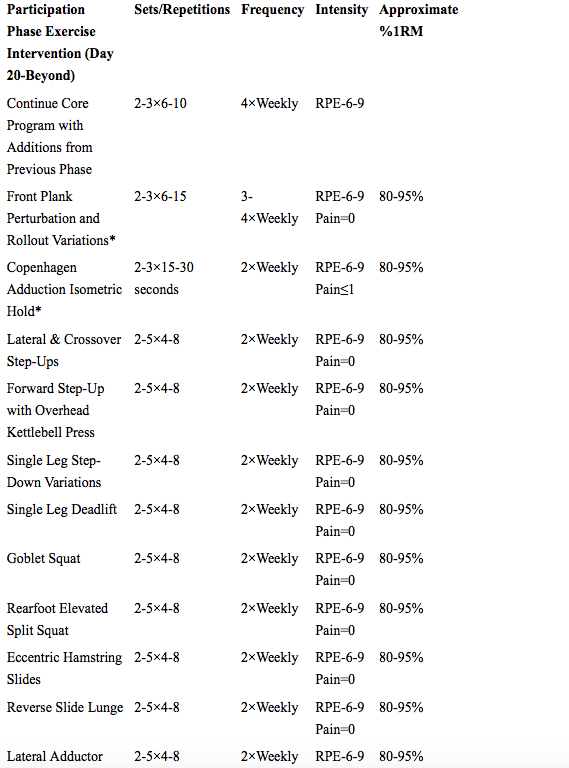 Participation Sets/Repetitions Frequency Intensity Approximate
Phase Exercise %1RM
Intervention (Day
20-Beyond)
Continue Core 2-3×6-10 4×Weekly RPE-6-9
Program with
Additions from
Previous Phase
Front Plank 2-3×6-15 3- RPE-6-9 80-95%
Perturbation and 4×Weekly Pain=0
Rollout Variations*
Copenhagen 2-3×15-30 2×Weekly RPE-6-9 80-95%
Adduction Isometric seconds Pain≤1
Hold*
Lateral & Crossover 2-5×4-8 2×Weekly RPE-6-9 80-95%
Step-Ups Pain=0
Forward Step-Up 2-5×4-8 2×Weekly RPE-6-9 80-95%
with Overhead Pain=0
Kettlebell Press
Single Leg Step- 2-5×4-8 2×Weekly RPE-6-9 80-95%
Down Variations Pain=0
Single Leg Deadlift 2-5×4-8 2×Weekly RPE-6-9 80-95%
Pain=0
Goblet Squat 2-5×4-8 2×Weekly RPE-6-9 80-95%
Pain=0
Rearfoot Elevated 2-5×4-8 2×Weekly RPE-6-9 80-95%
Split Squat Pain=0
Eccentric Hamstring 2-5×4-8 2×Weekly RPE-6-9 80-95%
Slides Pain=0
Reverse Slide Lunge 2-5×4-8 2×Weekly RPE-6-9 80-95%
Pain=0
Lateral Adductor 2-5×4-8 2×Weekly RPE-6-9 80-95%